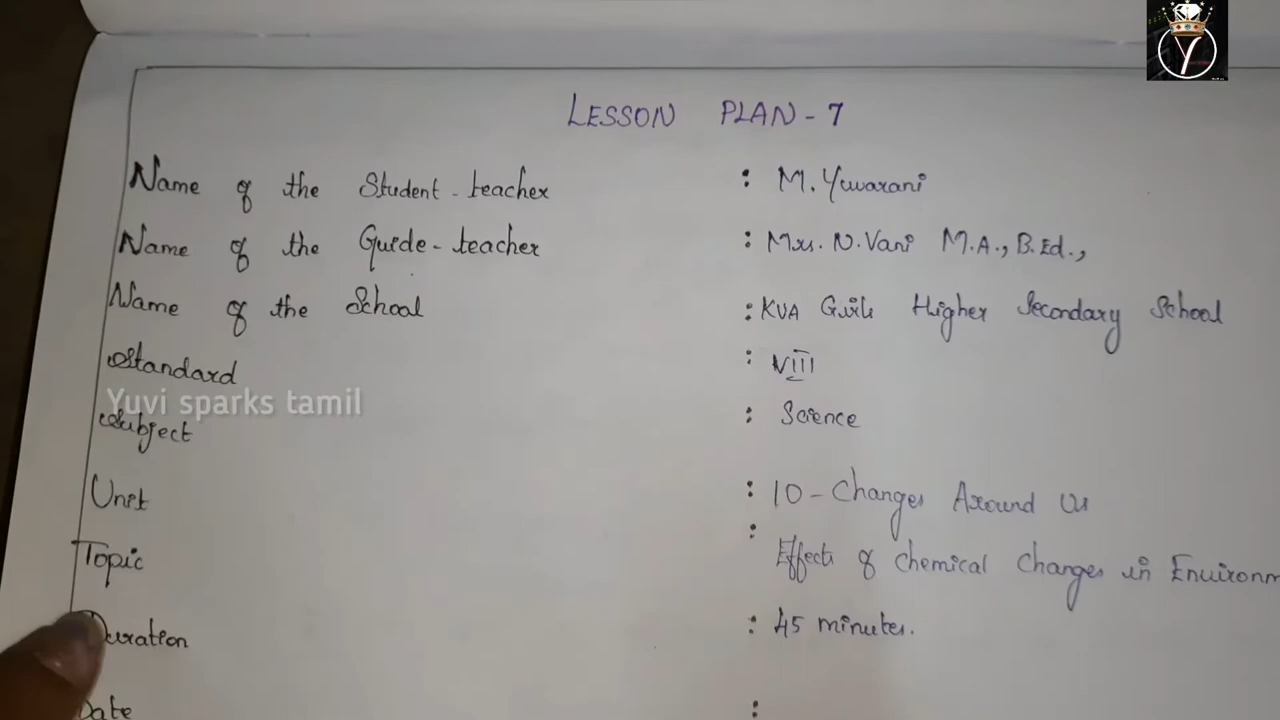 LESSON PLAN - 7
Name of the Student - teacher : M. Yuvarani
Name of the Guide - teacher : Mrs. N. Vani M.A., B.Ed.,
Name of the School : KVA Girls Higher Secondary School
Standard : VIII
Yuvi sparks tamil
Subject : Science
Unit : 10 - Changes Around Us
Topic : Effects of chemical changes in Environm
Duration : 45 minutes.
Date :